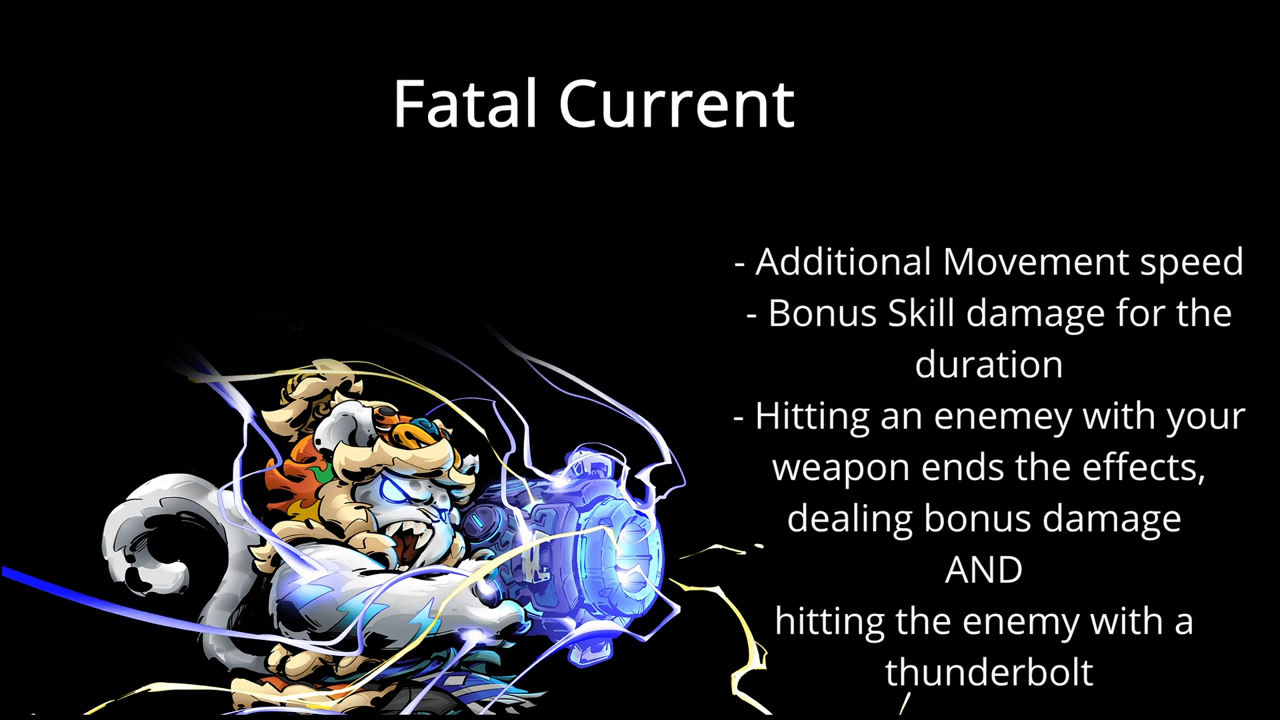 Fatal Current
- Additional Movement speed
- Bonus Skill damage for the
duration
- Hitting an enemey with your
weapon ends the effects,
dealing bonus damage
AND
hitting the enemy with a
thunderbolt